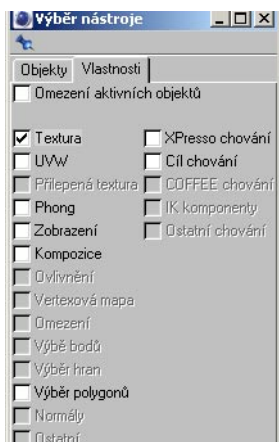 Výběr nástroje
Objekty Vlastnosti
Omezení aktivních objektů
Textura XPresso chování
UVW Cíl chování
Přilepená textura COFFEE chování
Phong IK komponenty
Zobrazení Ostatní chování
Kompozice
Ovlivnění
Vertexová mapa
Omezení
Výbě bodů
Výběr hran
Výběr polygonů
Normály
Ostatní